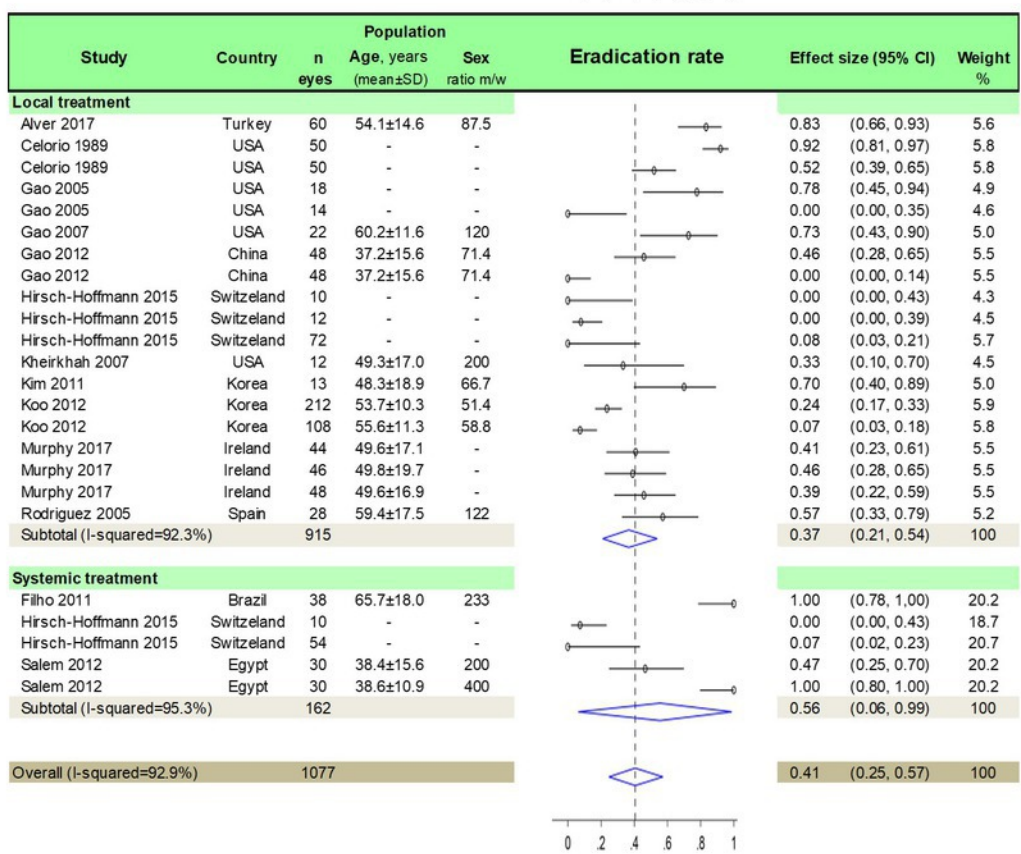 Population
Study Country n Age, years Sex Eradication rate Effect size (95% CI) Weight
eyes (mean±SD) ratio m/w %
Local treatment
Alver 2017 Turkey 60 54.1±14.6 87.5 0.83 (0.66, 0.93) 5.6
Celorio 1989 USA 50 - - 0.92 (0.81, 0.97) 5.8
Celorio 1989 USA 50 - - 0.52 (0.39, 0.65) 5.8
Gao 2005 USA 18 - - 0.78 (0.45, 0.94) 4.9
Gao 2005 USA 14 - - 0.00 (0.00, 0.35) 4.6
Gao 2007 USA 22 60.2±11.6 120 0.73 (0.43, 0.90) 5.0
Gao 2012 China 48 37.2±15.6 71.4 0.46 (0.28, 0.65) 5.5
Gao 2012 China 48 37.2±15.6 71.4 0.00 (0.00, 0.14) 5.5
Hirsch-Hoffmann 2015 Switzeland 10 - - 0.00 (0.00, 0.43) 4.3
Hirsch-Hoffmann 2015 Switzeland 12 - - 0.00 (0.00, 0.39) 4.5
Hirsch-Hoffmann 2015 Switzeland 72 - - 0.08 (0.03, 0.21) 5.7
Kheirkhah 2007 USA 12 49.3±17.0 200 0.33 (0.10, 0.70) 4.5
Kim 2011 Korea 13 48.3±18.9 66.7 0.70 (0.40, 0.89) 5.0
Koo 2012 Korea 212 53.7±10.3 51.4 0.24 (0.17, 0.33) 5.9
Koo 2012 Korea 108 55.6±11.3 58.8 0.07 (0.03, 0.18) 5.8
Murphy 2017 Ireland 44 49.6±17.1 - 0.41 (0.23, 0.61) 5.5
Murphy 2017 Ireland 46 49.8±19.7 - 0.46 (0.28, 0.65) 5.5
Murphy 2017 Ireland 48 49.6±16.9 - 0.39 (0.22, 0.59) 5.5
Rodriguez 2005 Spain 28 59.4±17.5 122 0.57 (0.33, 0.79) 5.2
Subtotal (I-squared=92.3%) 915 0.37 (0.21, 0.54) 100
Systemic treatment
Filho 2011 Brazil 38 65.7±18.0 233 1.00 (0.78, 1,00) 20.2
Hirsch-Hoffmann 2015 Switzeland 10 - - 0.00 (0.00, 0.43) 18.7
Hirsch-Hoffmann 2015 Switzeland 54 - - 0.07 (0.02, 0.23) 20.7
Salem 2012 Egypt 30 38.4±15.6 200 0.47 (0.25, 0.70) 20.2
Salem 2012 Egypt 30 38.6±10.9 400 1.00 (0.80, 1.00) 20.2
Subtotal (I-squared=95.3%) 162 0.56 (0.06, 0.99) 100
Overall (I-squared=92.9%) 1077 0.41 (0.25, 0.57) 100
0 .2 .4 .6 .8 1